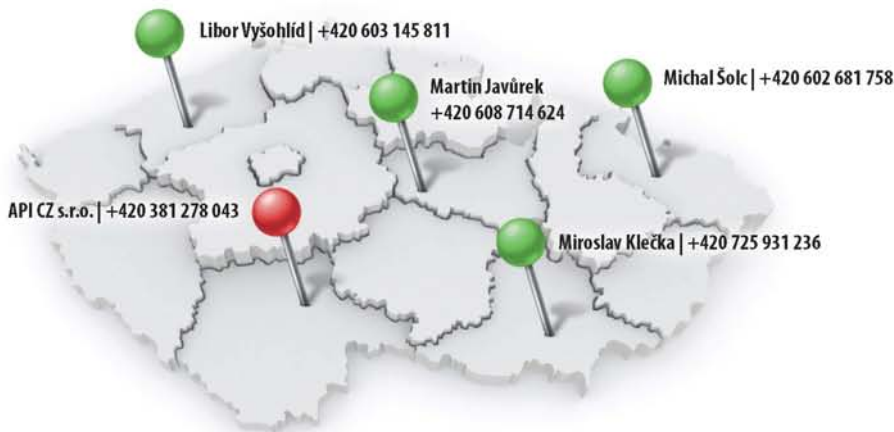 Libor Vyšohlíd | +420 603 145 811
Martin Javůrek
+420 608 714 624
Michal Šolc | +420 602 681 758
API CZ s.r.o. | +420 381 278 043
Miroslav Klečka | +420 725 931 236